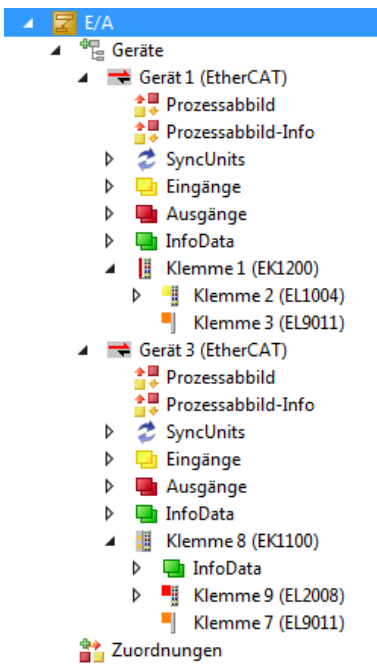 E/A
Geräte
Gerät 1 (EtherCAT)
Prozessabbild
Prozessabbild-Info
SyncUnits
Eingänge
Ausgänge
InfoData
Klemme 1 (EK1200)
Klemme 2 (EL1004)
Klemme 3 (EL9011)
Gerät 3 (EtherCAT)
Prozessabbild
Prozessabbild-Info
SyncUnits
Eingänge
Ausgänge
InfoData
Klemme 8 (EK1100)
InfoData
Klemme 9 (EL2008)
Klemme 7 (EL9011)
Zuordnungen